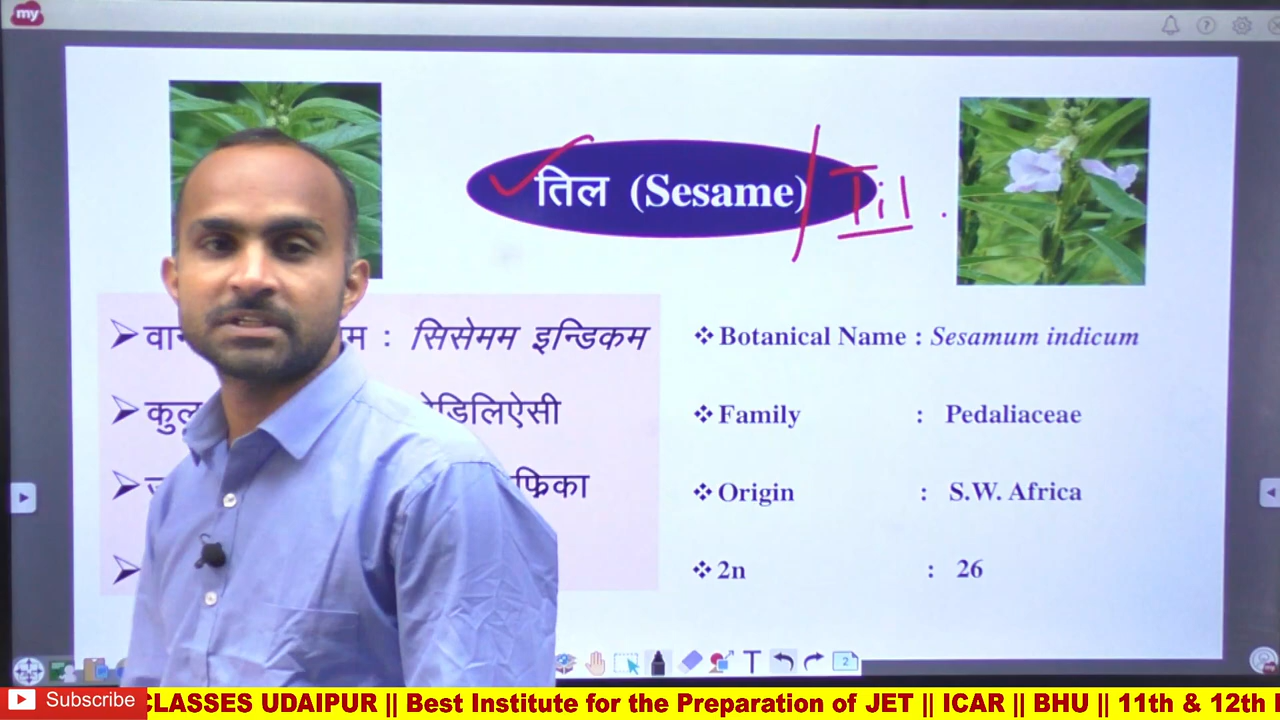 my
तिल (Sesame) / Til
: सिसेमम इन्डिकम
Botanical Name : Sesamum indicum
Family : Pedaliaceae
Origin : S.W. Africa
2n : 26
T 2
Subscribe
CLASSES UDAIPUR || Best Institute for the Preparation of JET || ICAR || BHU || 11th & 12th